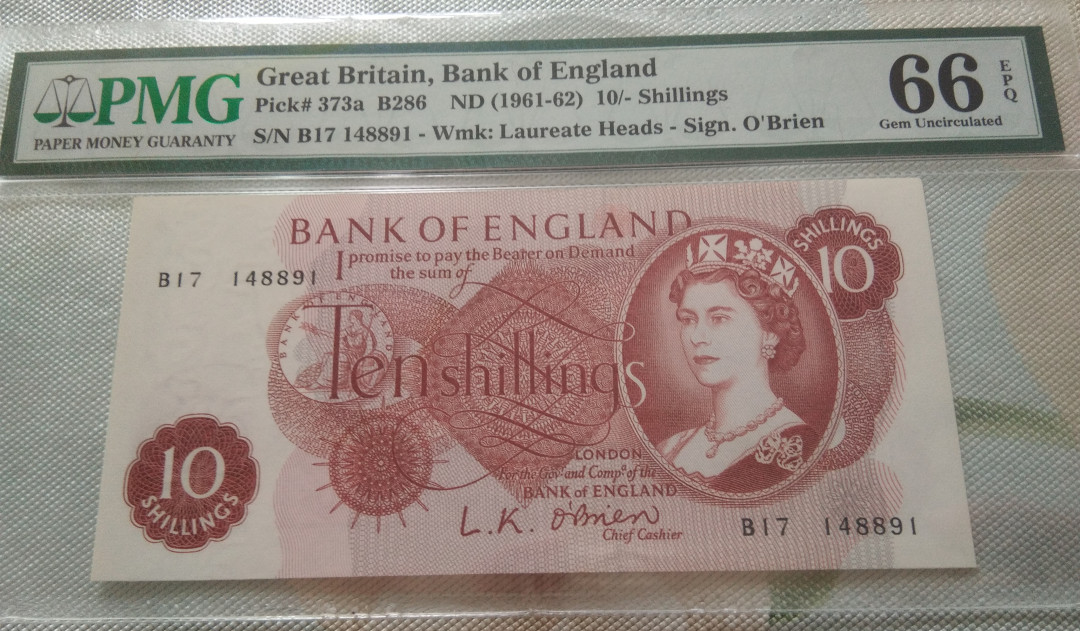 PMG
PAPER MONEY GUARANTY
Great Britain, Bank of England
Pick# 373a B286 ND (1961-62) 10/- Shillings
S/N B17 148891 - Wmk: Laureate Heads - Sign. O'Brien
66 EPQ
Gem Uncirculated
BANK OF ENGLAND
I promise to pay the Bearer on Demand
the sum of
B17 148891
SHILLINGS
10
BANK OF ENGLAND
Ten shillings
10
SHILLINGS
LONDON
For the Govr and Compa of the
BANK of ENGLAND
L.K. O'Brien
Chief Cashier
B17 148891